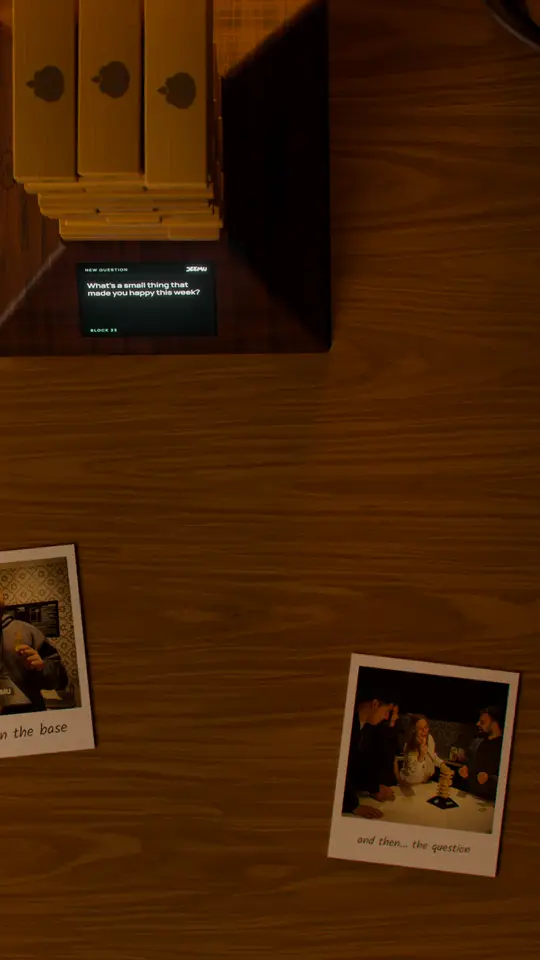 NEW QUESTION
JEEMU
What's a small thing that
made you happy this week?
BLOCK 23
n the base
and then... the question